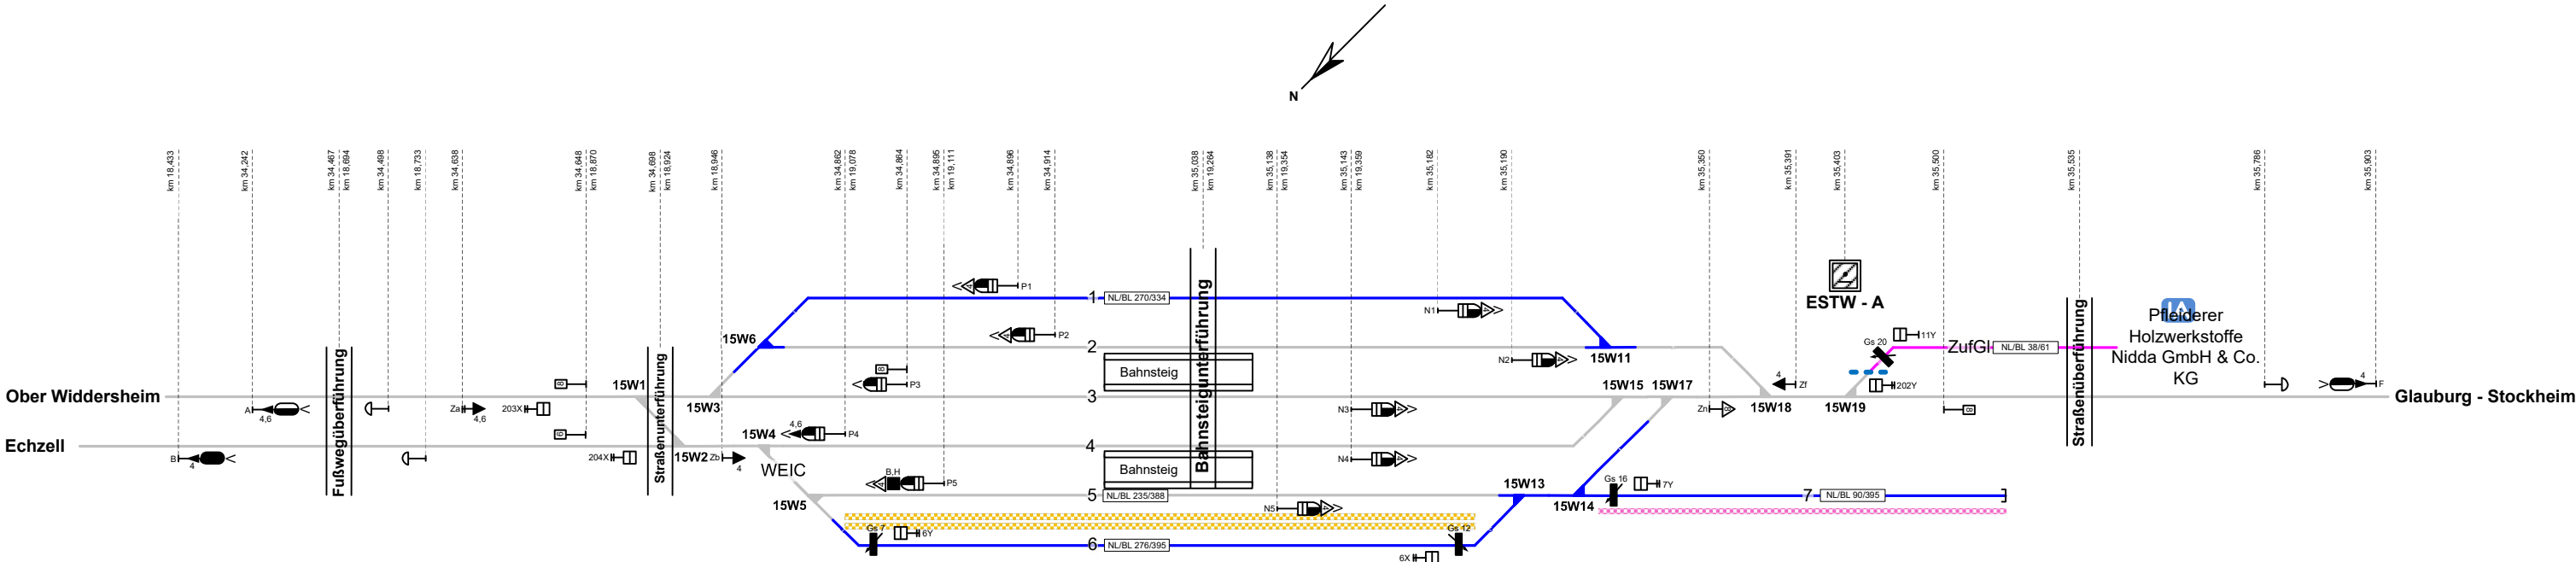 N
km 18,433
km 34,242
km 34,467
km 18,694
km 34,498
km 18,733
km 34,638
km 34,648
km 18,870
km 34,698
km 18,924
km 18,946
km 34,862
km 19,078
km 34,864
km 34,895
km 19,111
km 34,896
km 34,914
km 35,038
km 19,264
km 35,138
km 19,354
km 35,143
km 19,359
km 35,182
km 35,190
km 35,350
km 35,391
km 35,403
km 35,500
km 35,535
km 35,786
km 35,903
ESTW - A
P1
1
NL/BL 270/334
N1
15W6
P2
2
N2
15W11
Gs 20
11Y
ZufGl
NL/BL 38/61
Pfleiderer
Holzwerkstoffe
Nidda GmbH & Co.
KG
Bahnsteig
Ober Widdersheim
A
4,6
Fußwegüberführung
Za
4,6
203X
8
15W1
Straßenunterführung
15W3
8
P3
3
Bahnsteigunterführung
N3
15W15
15W17
Zn
8
4
Zf
15W18
15W19
202Y
8
Straßenüberführung
4
F
Glauburg - Stockheim
Echzell
B
4
6
204X
15W2
Zb
4
15W4
4,6
P4
WEIC
4
N4
Bahnsteig
15W5
B,H
P5
5
NL/BL 235/388
N5
15W13
15W14
Gs 16
7Y
7
NL/BL 90/395
Gs 7
6Y
6
NL/BL 276/395
Gs 12
6X